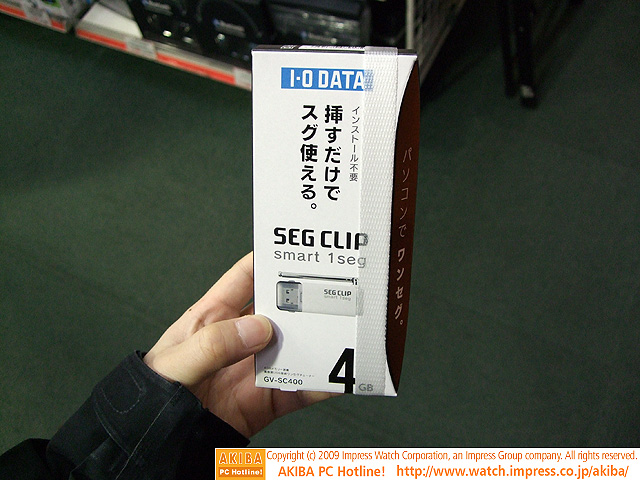 I-O DATA
インストール不要
挿すだけで
スグ使える。
SEG CLIP
smart 1seg
SEG CLIP
smart 1seg
GV-SC400
4GB
パソコンで ワンセグ。
AKIBA
PC Hotline!
Copyright (c) 2009 Impress Watch Corporation, an Impress Group company. All rights reserved.
AKIBA PC Hotline! http://www.watch.impress.co.jp/akiba/